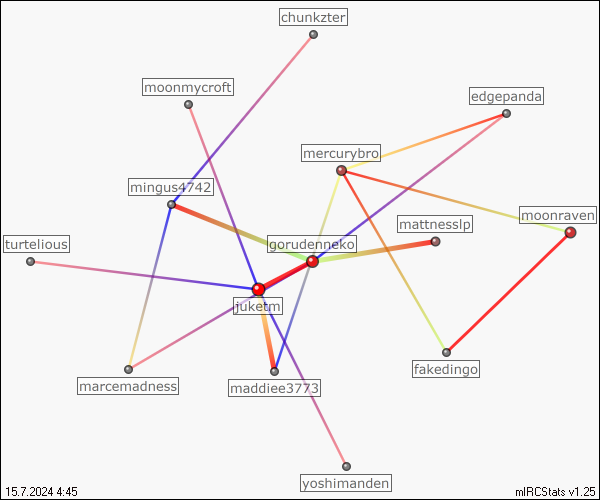 chunkzter
moonmycroft
edgepanda
mercurybro
mingus4742
mattnesslp
moonraven
turtelious
gorudenneko
juketm
fakedingo
marcemadness
maddiee3773
yoshimanden
15.7.2024 4:45
mIRCStats v1.25